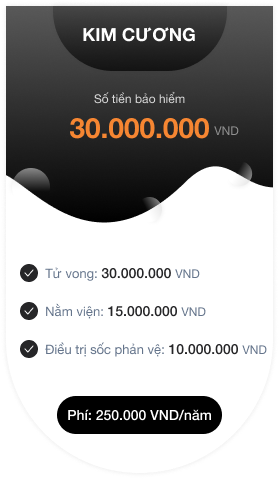 KIM CƯƠNG
Số tiền bảo hiểm
30.000.000 VND
Tử vong: 30.000.000 VND
Nằm viện: 15.000.000 VND
Điều trị sốc phản vệ: 10.000.000 VND
Phí: 250.000 VND/năm